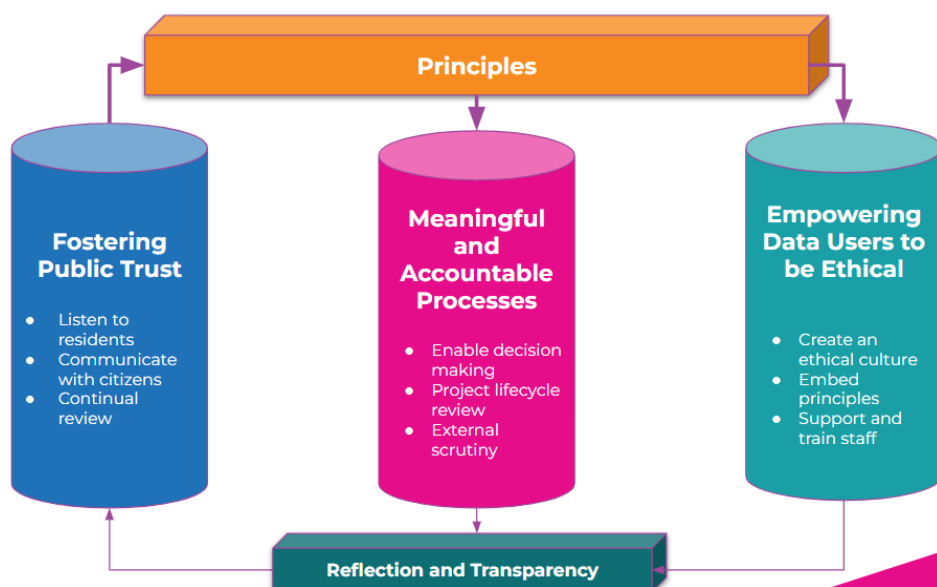 Principles
Fostering
Public Trust
● Listen to
residents
● Communicate
with citizens
● Continual
review
Meaningful
and
Accountable
Processes
● Enable decision
making
● Project lifecycle
review
● External
scrutiny
Empowering
Data Users to
be Ethical
● Create an
ethical culture
● Embed
principles
● Support and
train staff
Reflection and Transparency